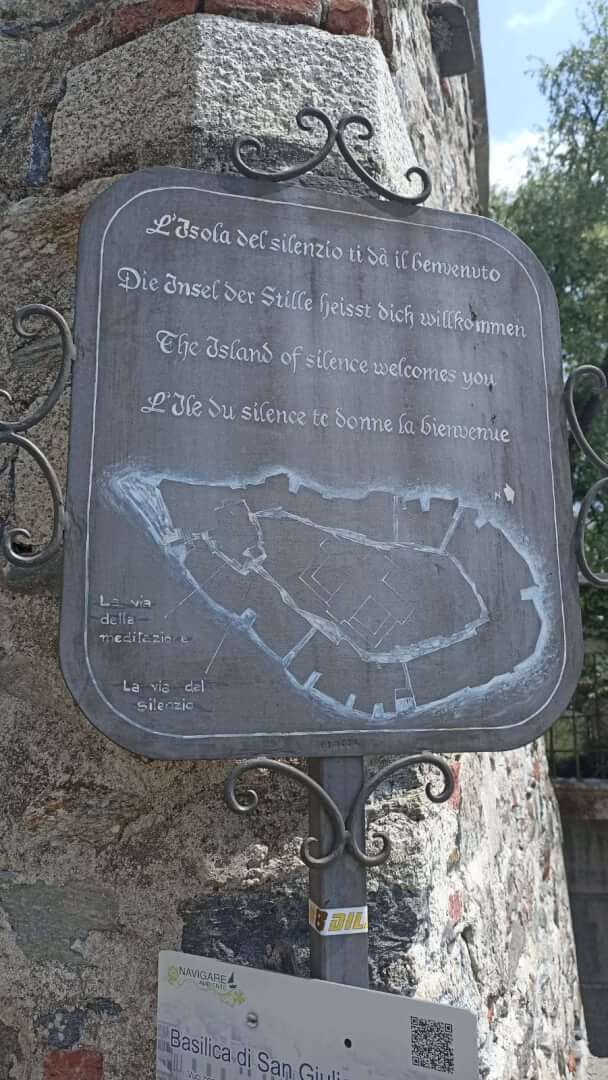 L'Isola del silenzio ti dà il benvenuto
Die Insel der Stille heisst dich willkommen
The Island of silence welcomes you
L'Ile du silence te donne la bienvenue
N
La via
della
meditazione
La via del
silenzio
DIL
NAVIGARE
Basilica di San